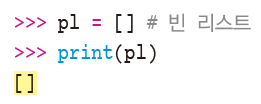 >>> pl = [] # 빈 리스트
>>> print(pl)
[]